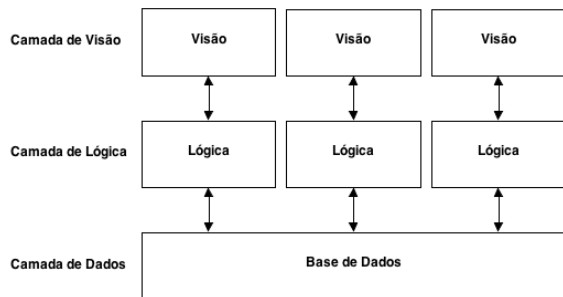 Camada de Visão
Visão
Visão
Visão
Camada de Lógica
Lógica
Lógica
Lógica
Camada de Dados
Base de Dados